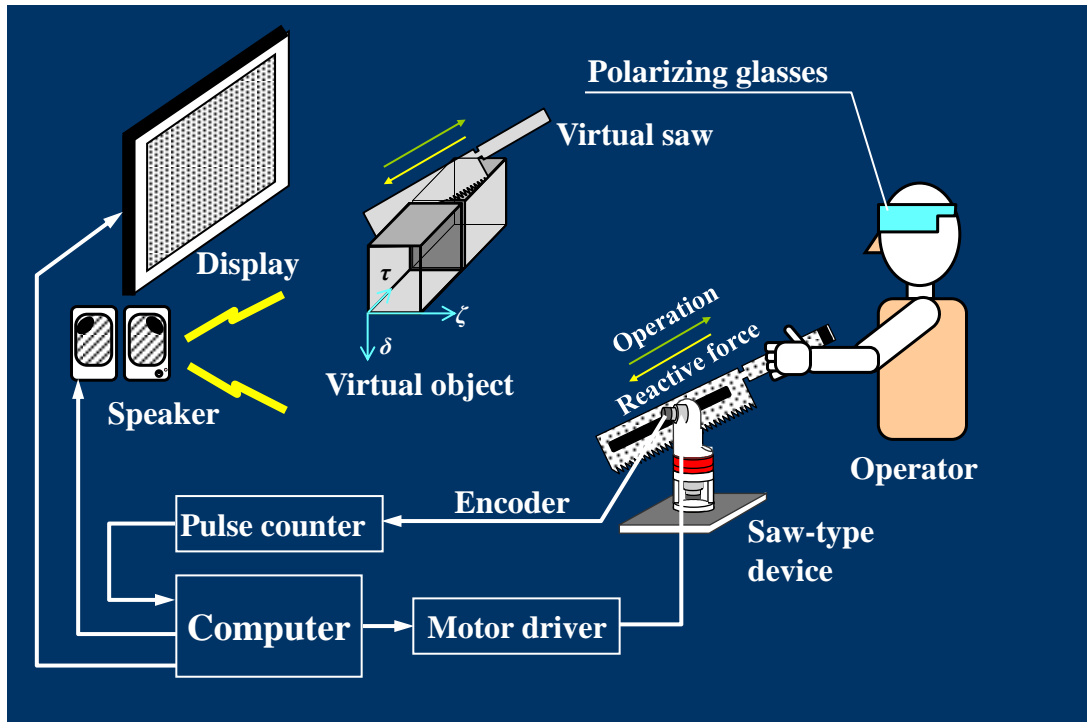 Polarizing glasses
Virtual saw
Display
τ
ζ
δ
Virtual object
Operation
Reactive force
Speaker
Operator
Encoder
Pulse counter
Saw-type
device
Computer
Motor driver